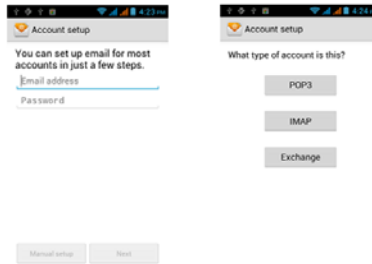 4:23 PM
Account setup
You can set up email for most
accounts in just a few steps.
Email address
Password
Manual setup
Next
4:24
Account setup
What type of account is this?
POP3
IMAP
Exchange